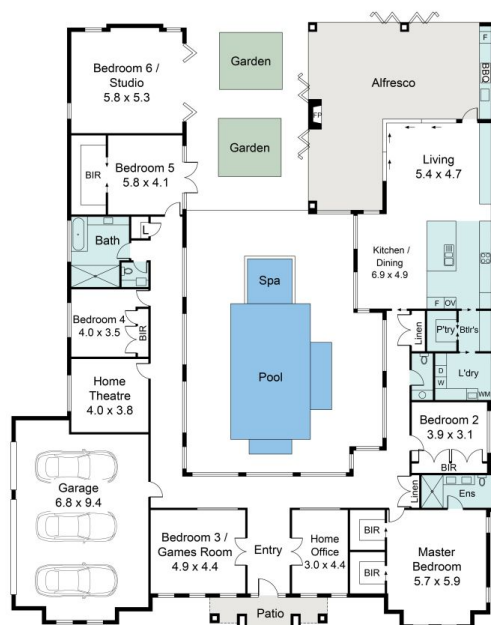 Bedroom 6 /
Studio
5.8 x 5.3
Garden
Garden
Alfresco
FP
F
BBQ
Living
5.4 x 4.7
BIR
Bedroom 5
5.8 x 4.1
Bath
L
Kitchen /
Dining
6.9 x 4.9
F
OV
Spa
Pool
Bedroom 4
4.0 x 3.5
BIR
Home
Theatre
4.0 x 3.8
Linen
P'try
Btlr's
D
W
L'dry
WM
Bedroom 2
3.9 x 3.1
BIR
Linen
Ens
Garage
6.8 x 9.4
Bedroom 3 /
Games Room
4.9 x 4.4
Entry
Home
Office
3.0 x 4.4
BIR
BIR
Master
Bedroom
5.7 x 5.9
Patio